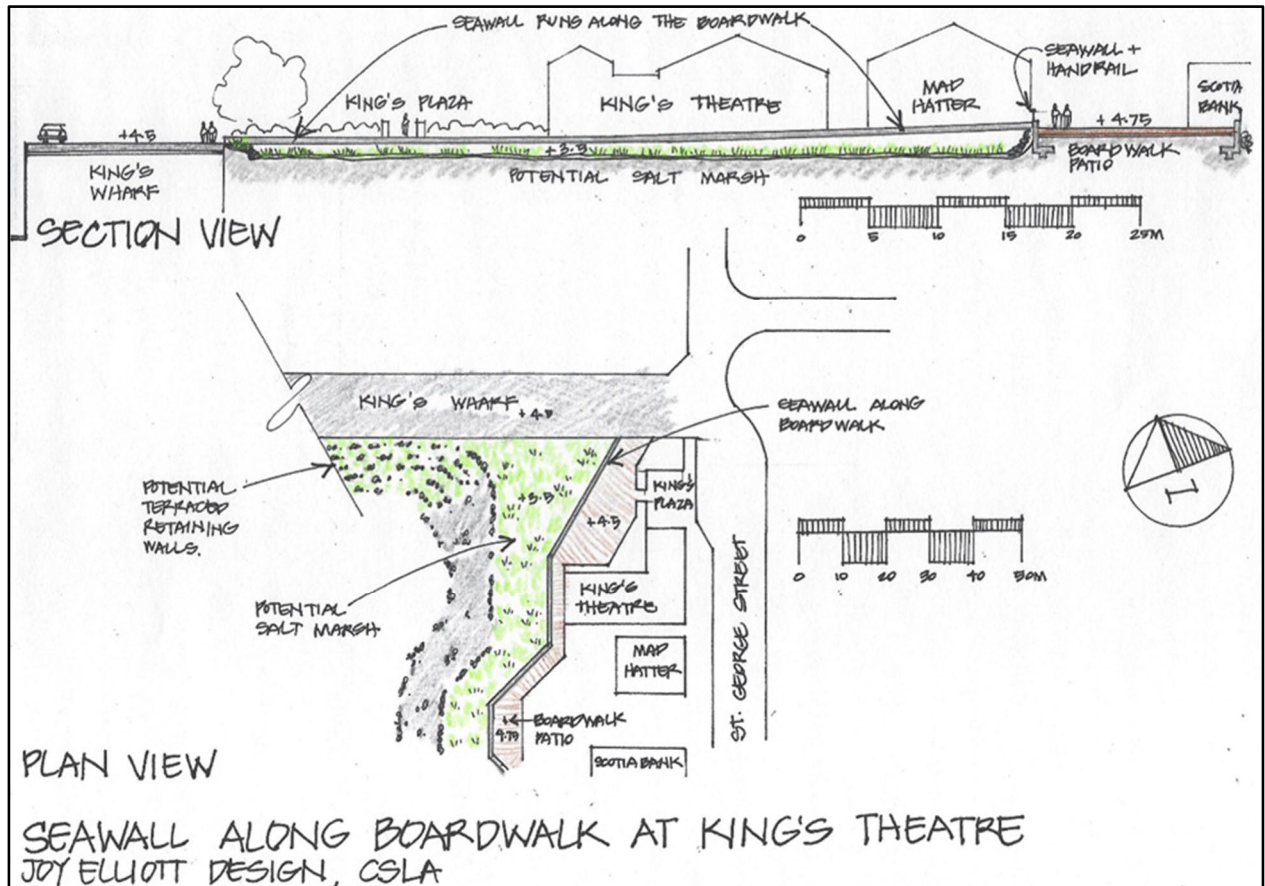 SEAWALL RUNS ALONG THE BOARDWALK
SEAWALL +
HANDRAIL
KING'S PLAZA
KING'S THEATRE
MAD
HATTER
SCOTIA
BANK
+4.5
+4.75
+3.5
KING'S
WHARF
POTENTIAL SALT MARSH
BOARDWALK
PATIO
SECTION VIEW
0 5 10 15 20 25M
KING'S WHARF
+4.5
SEAWALL ALONG
BOARDWALK
POTENTIAL
TERRACED
RETAINING
WALLS.
+3.5
+4.5
KING'S
PLAZA
POTENTIAL
SALT MARSH
KING'S
THEATRE
MAD
HATTER
ST. GEORGE STREET
0 10 20 30 40 50M
+
4.75
BOARDWALK
PATIO
SCOTIABANK
PLAN VIEW
SEAWALL ALONG BOARDWALK AT KING'S THEATRE
JOY ELLIOTT DESIGN, CSLA